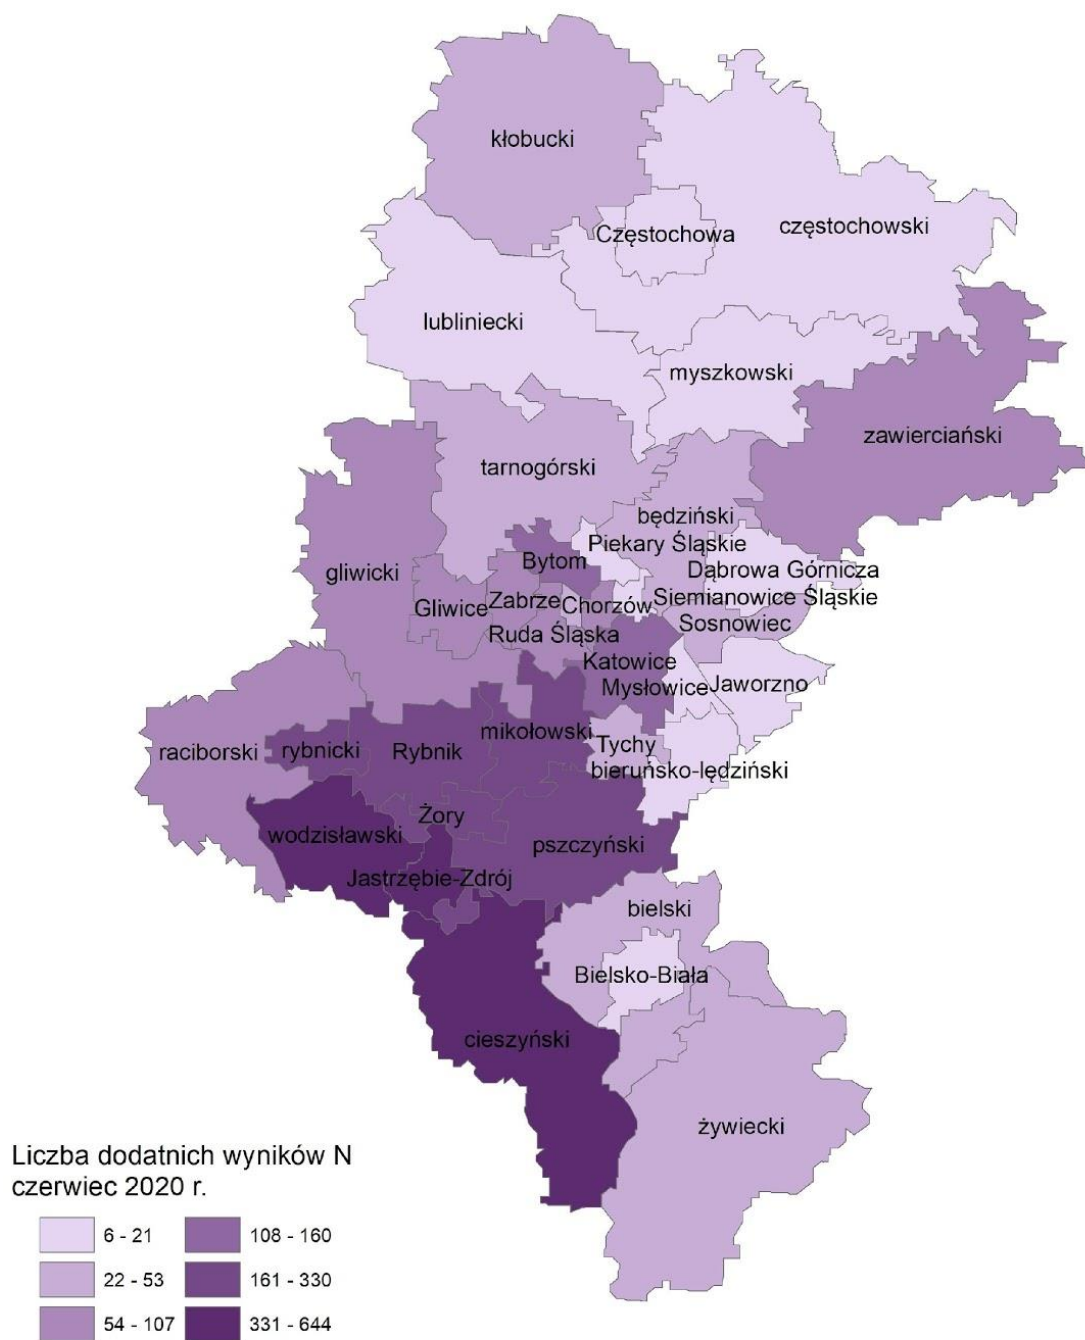 kłobucki
Częstochowa
częstochowski
lubliniecki
myszkowski
zawierciański
tarnogórski
będziński
Piekary Śląskie
Bytom
Dąbrowa Górnicza
gliwicki
Gliwice
Zabrze
Chorzów
Siemianowice Śląskie
Sosnowiec
Ruda Śląska
Katowice
Mysłowice
Jaworzno
raciborski
rybnicki
Rybnik
mikołowski
Tychy
bieruńsko-lędziński
Żory
wodzisławski
pszczyński
Jastrzębie-Zdrój
bielski
Bielsko-Biała
cieszyński
żywiecki
Liczba dodatnich wyników N
czerwiec 2020 r.
6 - 21
108 - 160
22 - 53
161 - 330
54 - 107
331 - 644